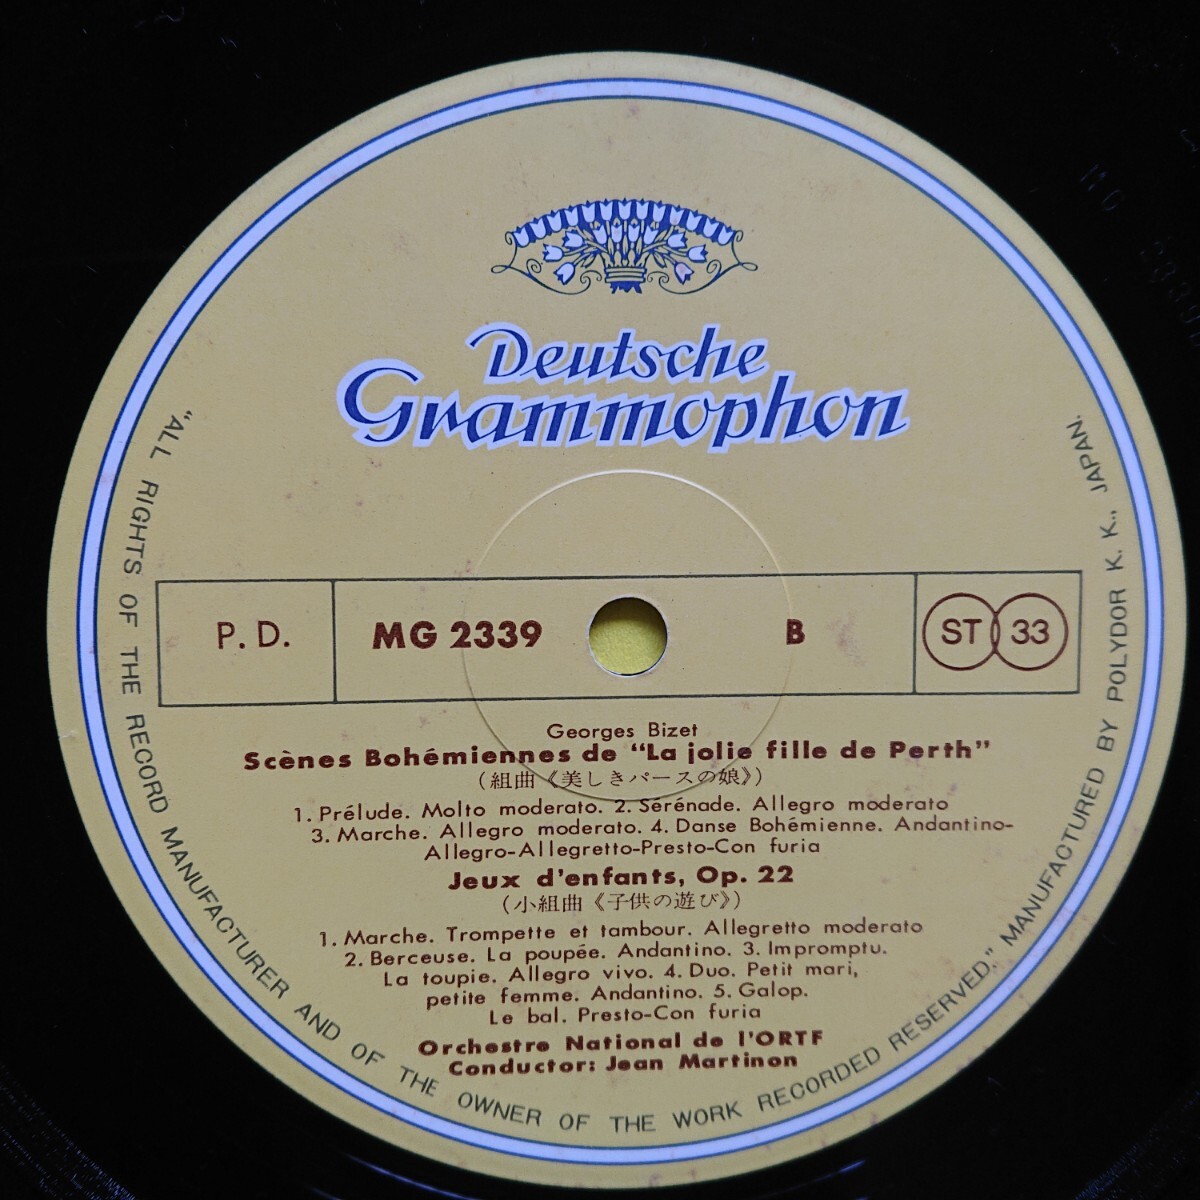 Deutsche
Grammophon
P. D.
MG 2339
B
ST 33
Georges Bizet
Scènes Bohémiennes de "La jolie fille de Perth"
(組曲《美しきパースの娘》)
1. Prélude. Molto moderato. 2. Sérénade. Allegro moderato
3. Marche. Allegro moderato. 4. Danse Bohémienne. Andantino-
Allegro-Allegretto-Presto-Con furia
Jeux d'enfants, Op. 22
(小組曲《子供の遊び》)
1. Marche. Trompette et tambour. Allegretto moderato
2. Berceuse. La poupée. Andantino. 3. Impromptu.
La toupie. Allegro vivo. 4. Duo. Petit mari,
petite femme. Andantino. 5. Galop.
Le bal. Presto-Con furia
Orchestre National de l'ORTF
Conductor: Jean Martinon
"ALL RIGHTS OF THE RECORD MANUFACTURER AND OF THE OWNER OF THE WORK RECORDED RESERVED." MANUFACTURED BY POLYDOR K. K., JAPAN.